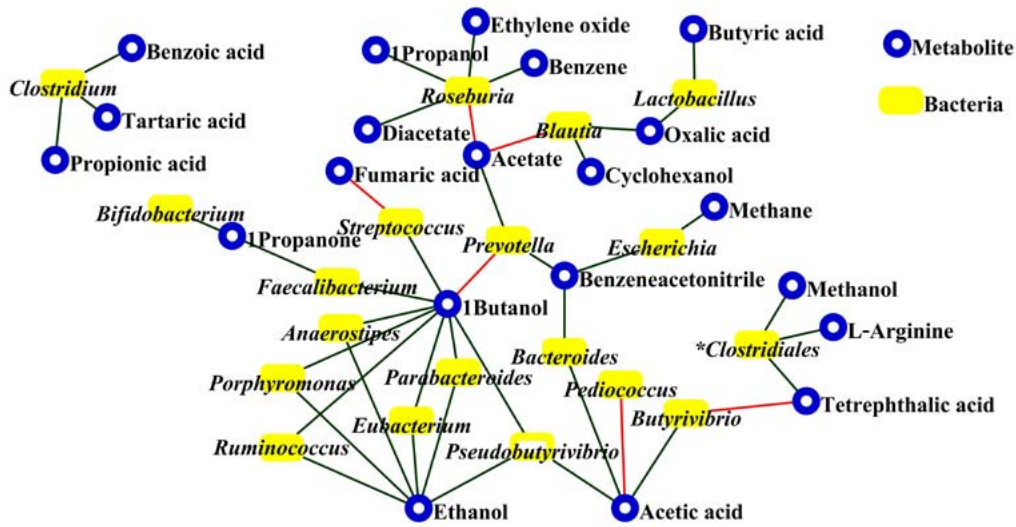 Ethylene oxide
Butyric acid
Benzoic acid
1Propanol
Metabolite
Benzene
Clostridium
Roseburia
Lactobacillus
Bacteria
Tartaric acid
Diacetate
Blautia
Oxalic acid
Propionic acid
Acetate
Fumaric acid
Cyclohexanol
Bifidobacterium
Methane
Streptococcus
1Propanone
Prevotella
Escherichia
Faecalibacterium
Benzeneacetonitrile
Methanol
1Butanol
Anaerostipes
L-Arginine
*Clostridiales
Bacteroides
Porphyromonas
Parabacteroides
Pediococcus
Tetrephthalic acid
Eubacterium
Butyrivibrio
Ruminococcus
Pseudobutyrivibrio
Ethanol
Acetic acid